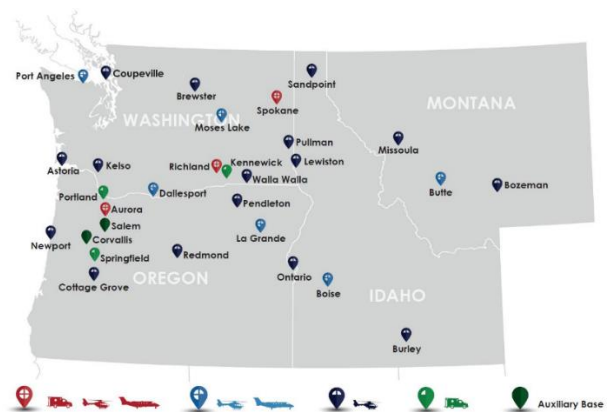 Port Angeles
Coupeville
Sandpoint
Brewster
Spokane
MONTANA
WASHINGTON
Moses Lake
Pullman
Missoula
Astoria
Kelso
Richland
Kennewick
Lewiston
Walla Walla
Butte
Bozeman
Portland
Dallesport
Pendleton
Aurora
Salem
La Grande
Newport
Corvallis
Springfield
Redmond
OREGON
Ontario
Cottage Grove
Boise
IDAHO
Burley
Auxiliary Base